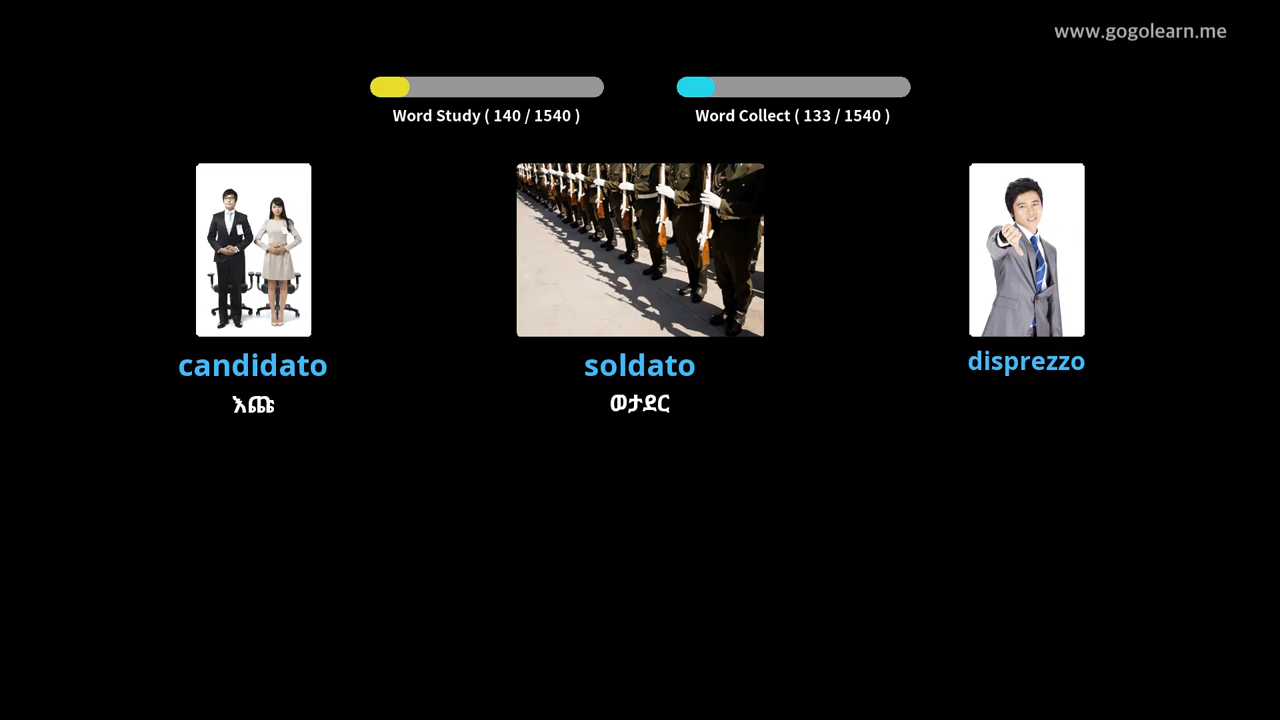 www.gogolearn.me
Word Study ( 140 / 1540 )
Word Collect ( 133 / 1540 )
candidato
soldato
disprezzo
እጩ
ወታደር